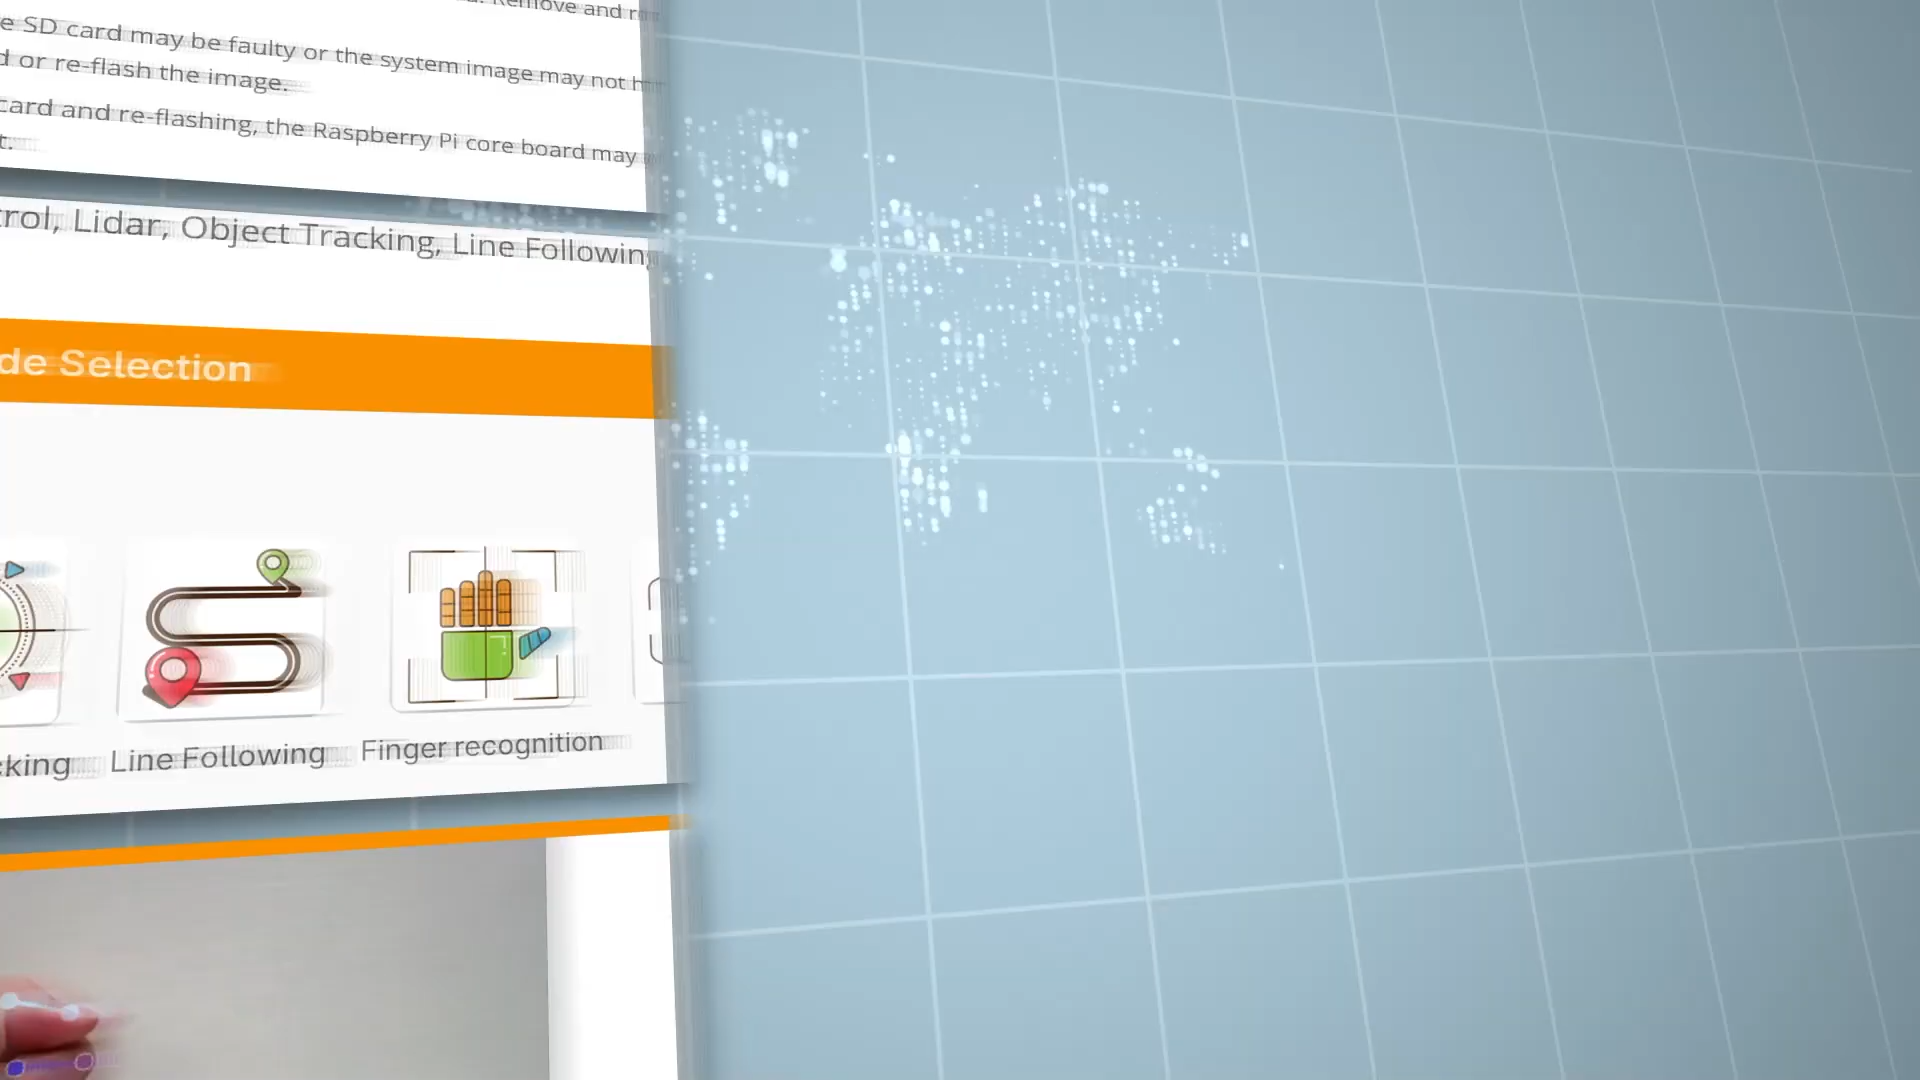 Remove and
e SD card may be faulty or the system image may not
d or re-flash the image.
card and re-flashing, the Raspberry Pi core board may
t.
rol, Lidar, Object Tracking, Line Following
de Selection
king
Line Following
Finger recognition